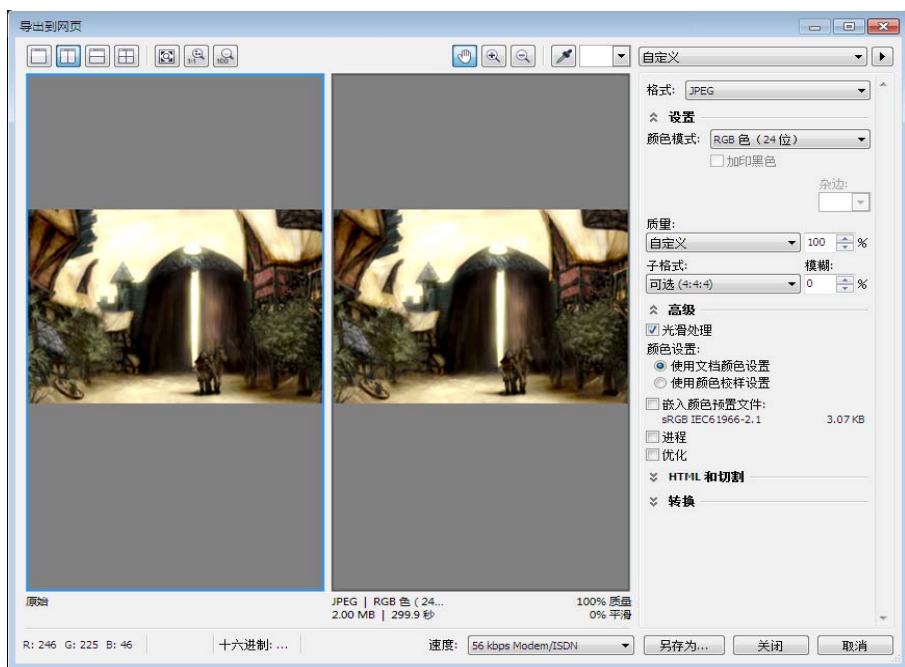 导出到网页
1:1
100
自定义
格式: JPEG
设置
颜色模式: RGB 色（24 位）
加印黑色
杂边:
质量:
自定义 100 %
子格式: 模糊:
可选 (4:4:4) 0 %
高级
光滑处理
颜色设置:
使用文档颜色设置
使用颜色校样设置
嵌入颜色预置文件:
sRGB IEC61966-2.1 3.07 KB
进程
优化
HTML 和切割
转换
原始
JPEG | RGB 色 ( 24... 100% 质量
2.00 MB | 299.9 秒 0% 平滑
R: 246 G: 225 B: 46 十六进制: ... 速度: 56 kbps Modem/ISDN 另存为... 关闭 取消